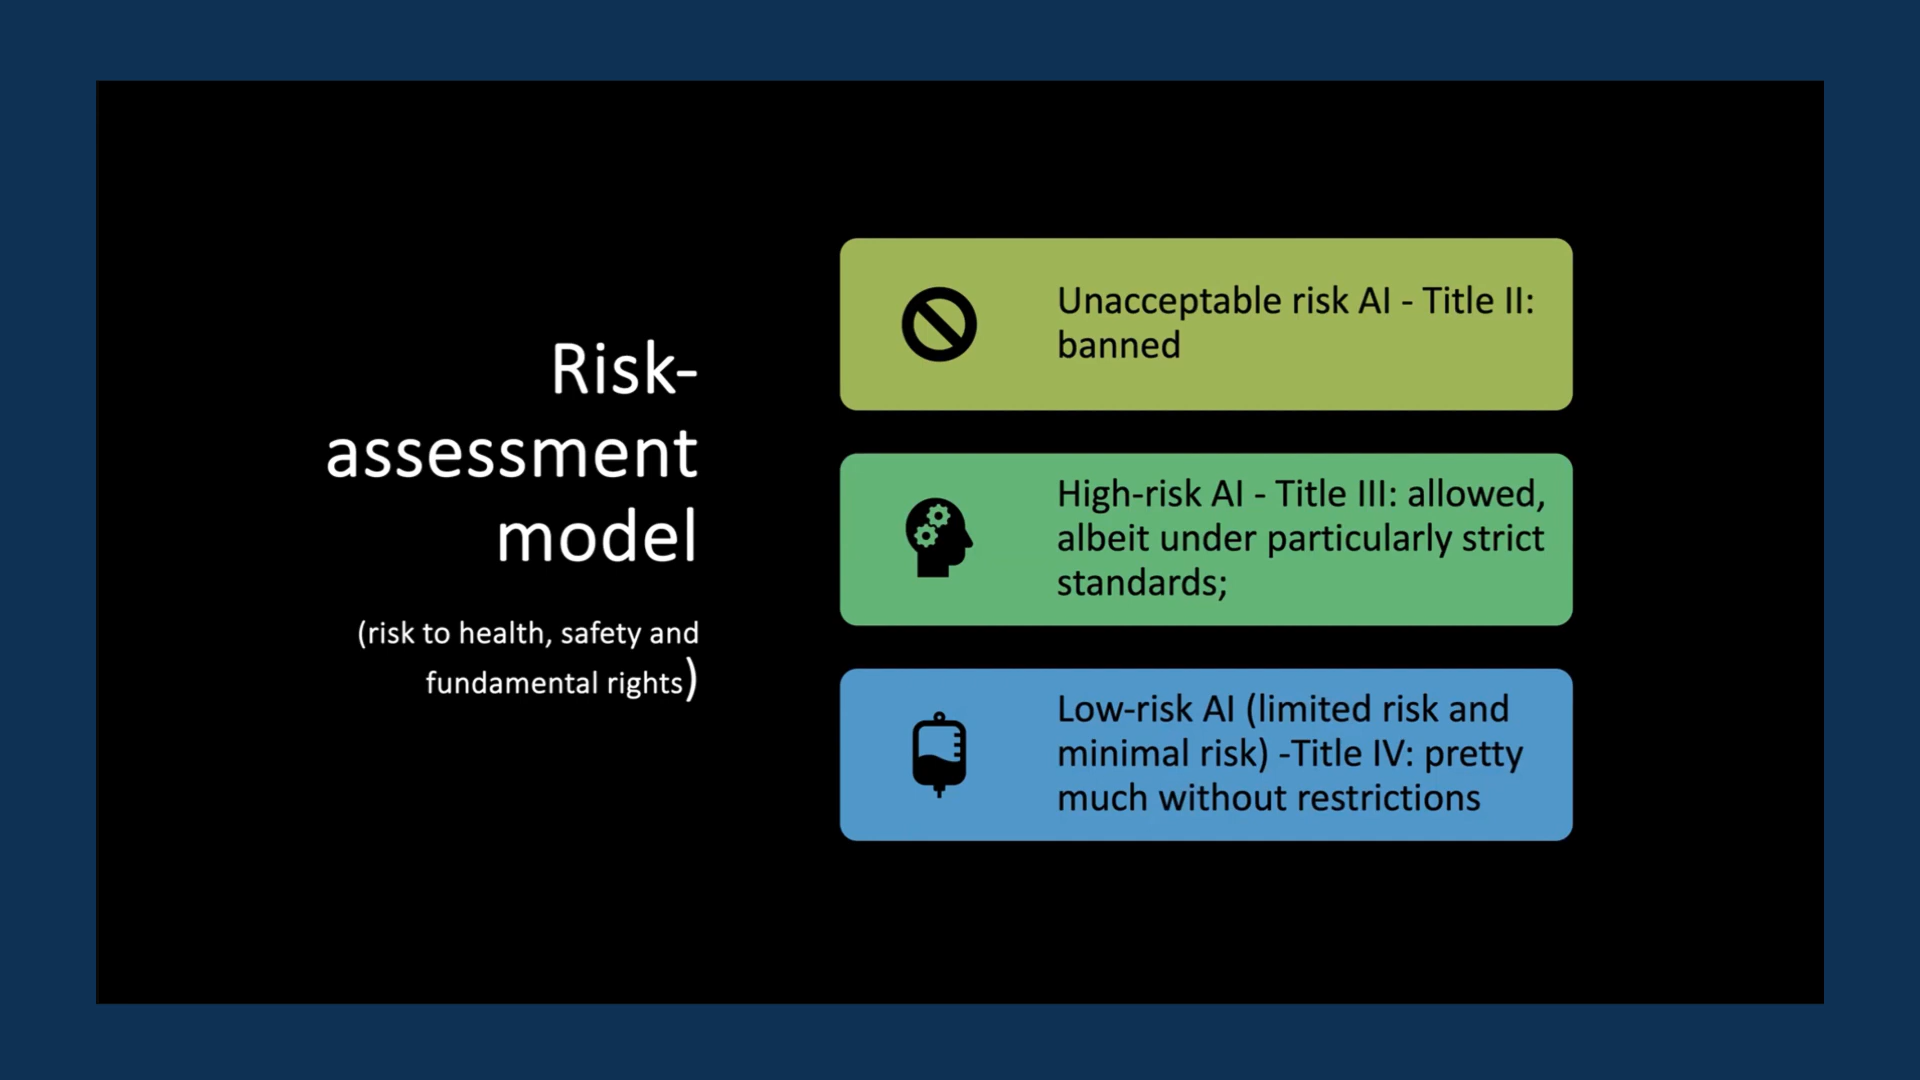 Risk-
assessment
model
(risk to health, safety and
fundamental rights)
Unacceptable risk AI - Title II:
banned
High-risk AI - Title III: allowed,
albeit under particularly strict
standards;
Low-risk AI (limited risk and
minimal risk) -Title IV: pretty
much without restrictions